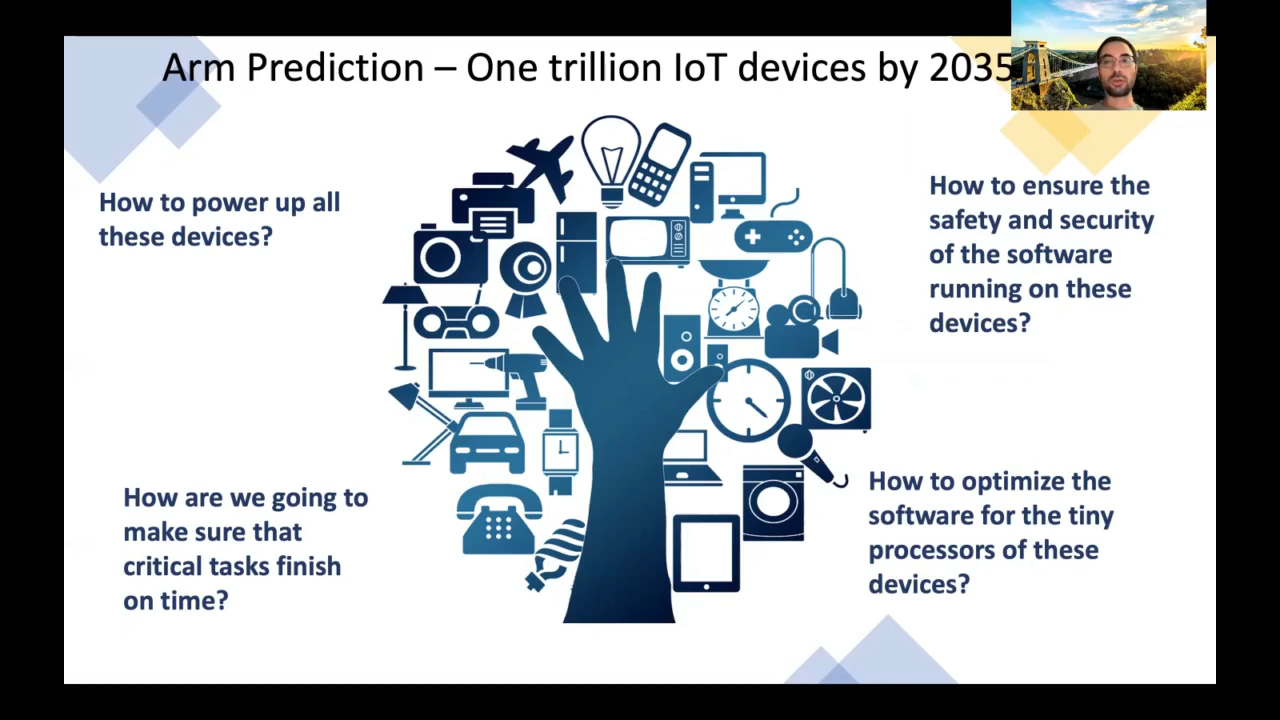 Arm Prediction – One trillion IoT devices by 2035
How to power up all
these devices?
How to ensure the
safety and security
of the software
running on these
devices?
How are we going to
make sure that
critical tasks finish
on time?
How to optimize the
software for the tiny
processors of these
devices?